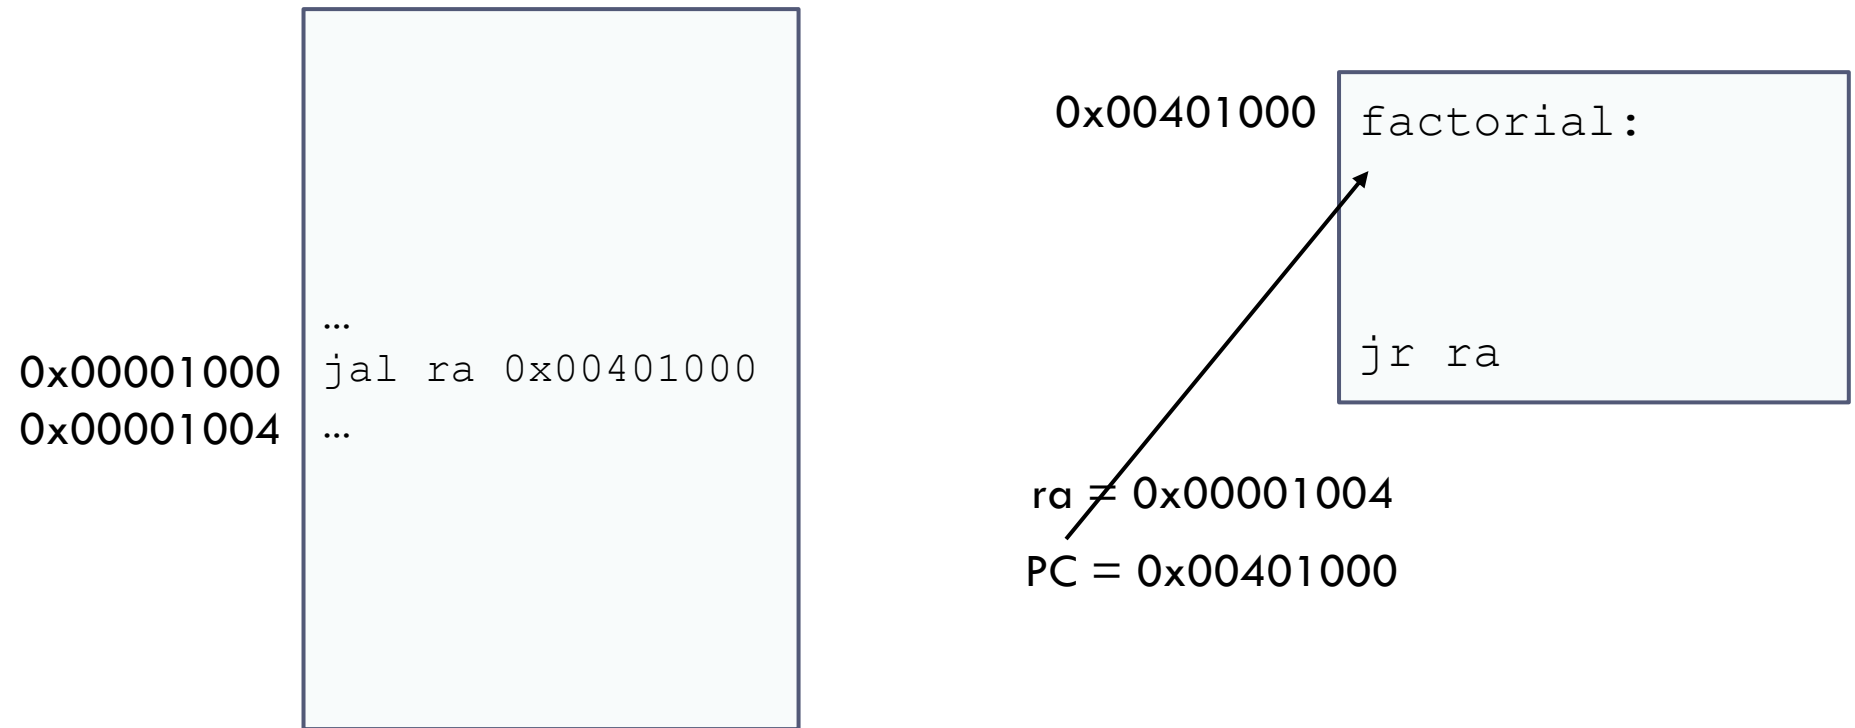 …
0x00001000 jal ra 0x00401000
0x00001004 …
0x00401000 factorial:
jr ra
ra = 0x00001004
PC = 0x00401000